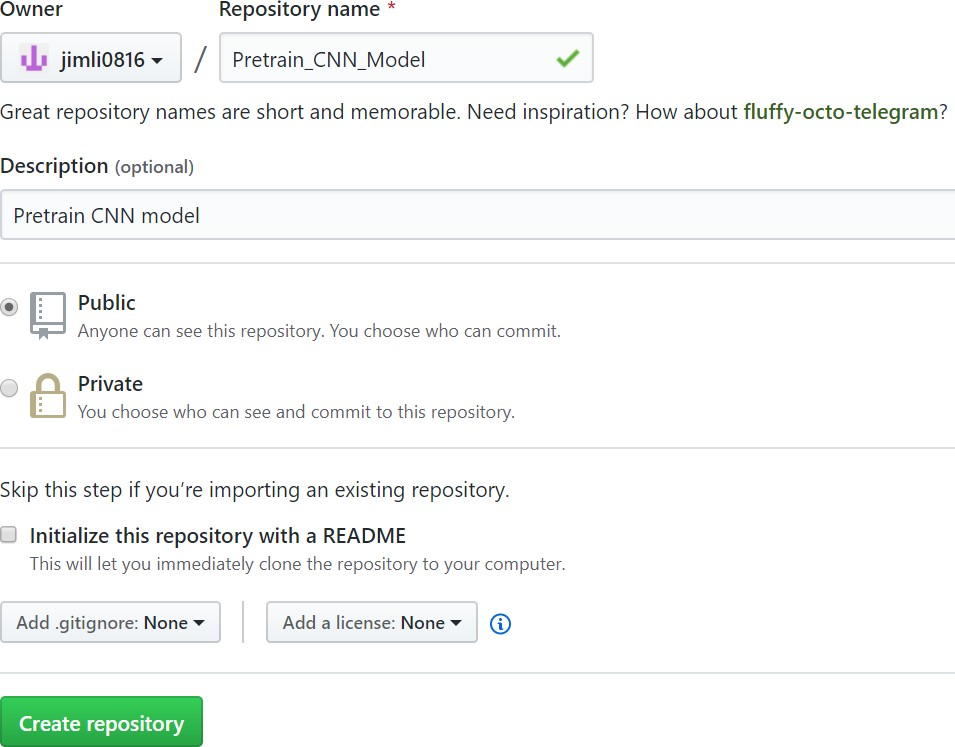 Owner Repository name *
jimli0816 / Pretrain_CNN_Model
Great repository names are short and memorable. Need inspiration? How about fluffy-octo-telegram?
Description (optional)
Pretrain CNN model
Public
Anyone can see this repository. You choose who can commit.
Private
You choose who can see and commit to this repository.
Skip this step if you’re importing an existing repository.
Initialize this repository with a README
This will let you immediately clone the repository to your computer.
Add .gitignore: None Add a license: None
Create repository